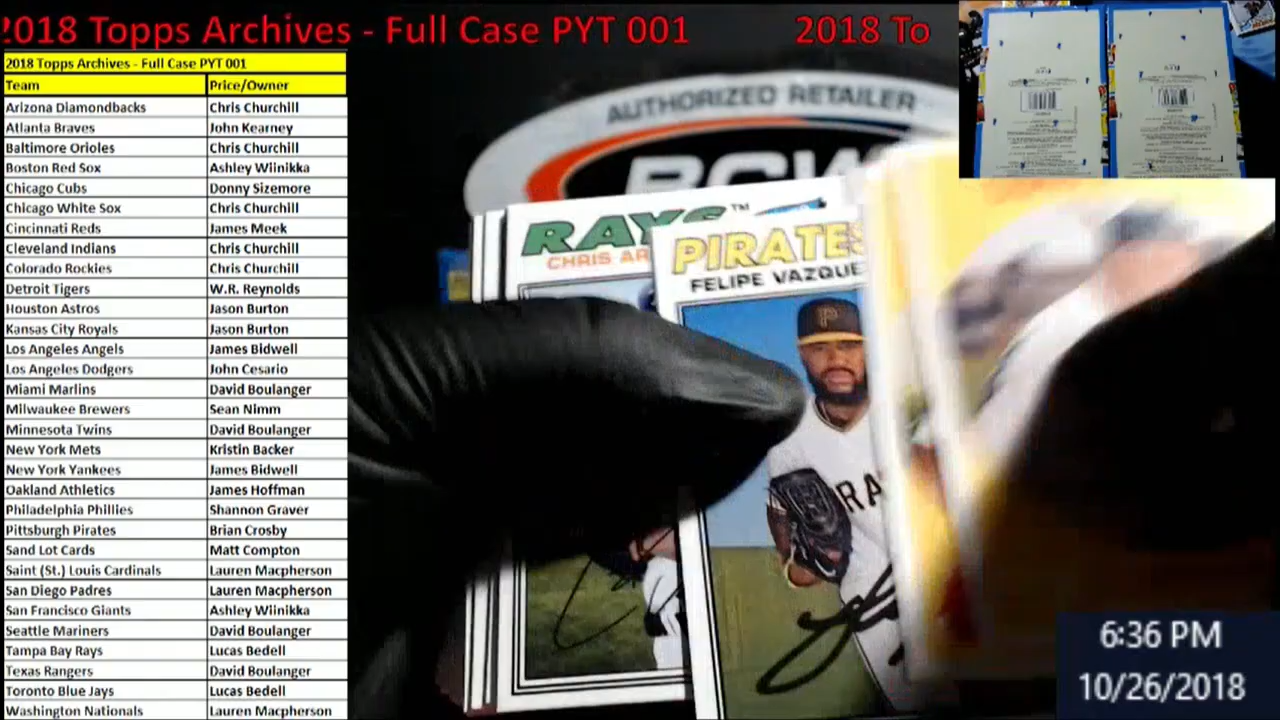 2018 Topps Archives - Full Case PYT 001
2018 To
2018 Topps Archives - Full Case PYT 001
Team Price/Owner
Arizona Diamondbacks Chris Churchill
Atlanta Braves John Kearney
Baltimore Orioles Chris Churchill
Boston Red Sox Ashley Wiinikka
Chicago Cubs Donny Sizemore
Chicago White Sox Chris Churchill
Cincinnati Reds James Meek
Cleveland Indians Chris Churchill
Colorado Rockies Chris Churchill
Detroit Tigers W.R. Reynolds
Houston Astros Jason Burton
Kansas City Royals Jason Burton
Los Angeles Angels James Bidwell
Los Angeles Dodgers John Cesario
Miami Marlins David Boulanger
Milwaukee Brewers Sean Nimm
Minnesota Twins David Boulanger
New York Mets Kristin Backer
New York Yankees James Bidwell
Oakland Athletics James Hoffman
Philadelphia Phillies Shannon Graver
Pittsburgh Pirates Brian Crosby
Sand Lot Cards Matt Compton
Saint (St.) Louis Cardinals Lauren Macpherson
San Diego Padres Lauren Macpherson
San Francisco Giants Ashley Wiinikka
Seattle Mariners David Boulanger
Tampa Bay Rays Lucas Bedell
Texas Rangers David Boulanger
Toronto Blue Jays Lucas Bedell
Washington Nationals Lauren Macpherson
AUTHORIZED RETAILER
BCW
RAYS™
CHRIS AR
PIRATES
FELIPE VAZQUE
P
RA
6:36 PM
10/26/2018